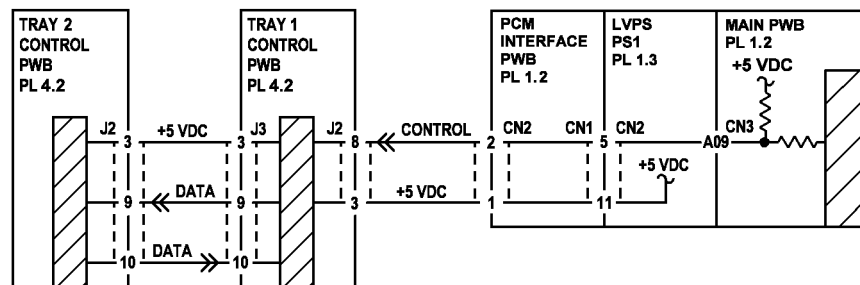 TRAY 2
CONTROL
PWB
PL 4.2
TRAY 1
CONTROL
PWB
PL 4.2
PCM
INTERFACE
PWB
PL 1.2
LVPS
PS1
PL 1.3
MAIN PWB
PL 1.2
+5 VDC
J2 +5 VDC J3 J2 CONTROL CN2 CN1 CN2 CN3
3 3 8 2 5 A09
+5 VDC
DATA +5 VDC
9 9 3 1 11
DATA
10 10